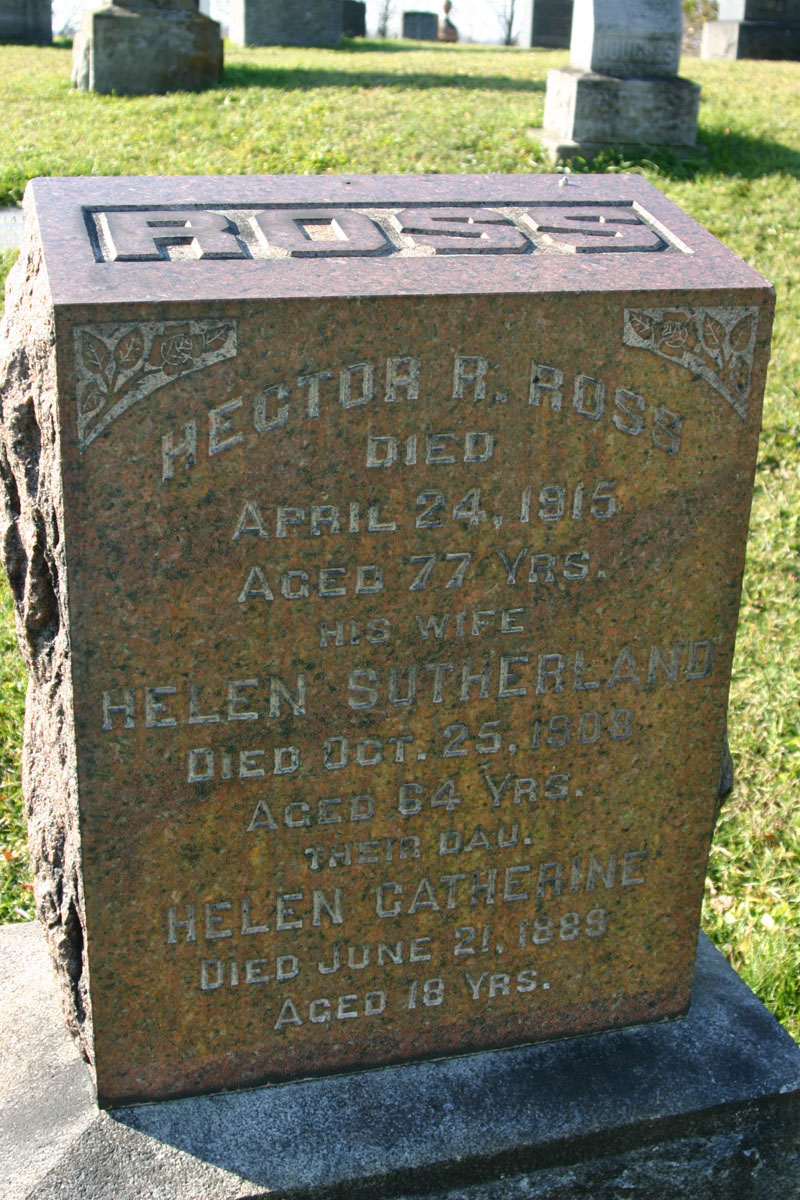 ROSS
HECTOR R. ROSS
DIED
APRIL 24, 1915
AGED 77 YRS.
HIS WIFE
HELEN SUTHERLAND
DIED OCT. 25, 1908
AGED 64 YRS.
THEIR DAU.
HELEN CATHERINE
DIED JUNE 21, 1889
AGED 18 YRS.